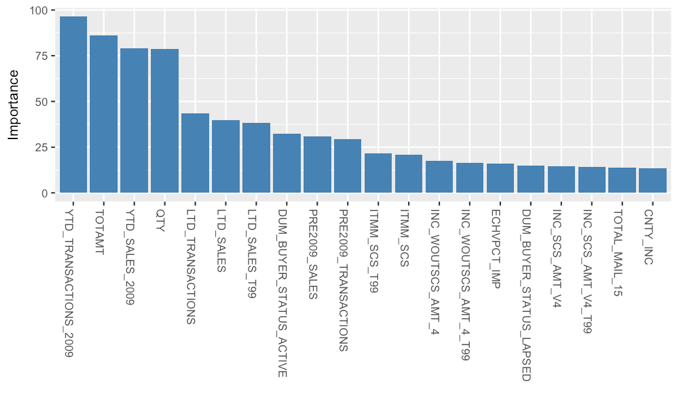 Importance
100
75
50
25
0
YTD_TRANSACTIONS_2009
TOTAMT
YTD_SALES_2009
QTY
LTD_TRANSACTIONS
LTD_SALES
LTD_SALES_T99
DUM_BUYER_STATUS_ACTIVE
PRE2009_SALES
PRE2009_TRANSACTIONS
ITMM_SCS_T99
ITMM_SCS
INC_WOUTSCS_AMT_4
INC_WOUTSCS_AMT_4_T99
ECHVPCT_IMP
DUM_BUYER_STATUS_LAPSED
INC_SCS_AMT_V4
INC_SCS_AMT_V4_T99
TOTAL_MAIL_15
CNTY_INC